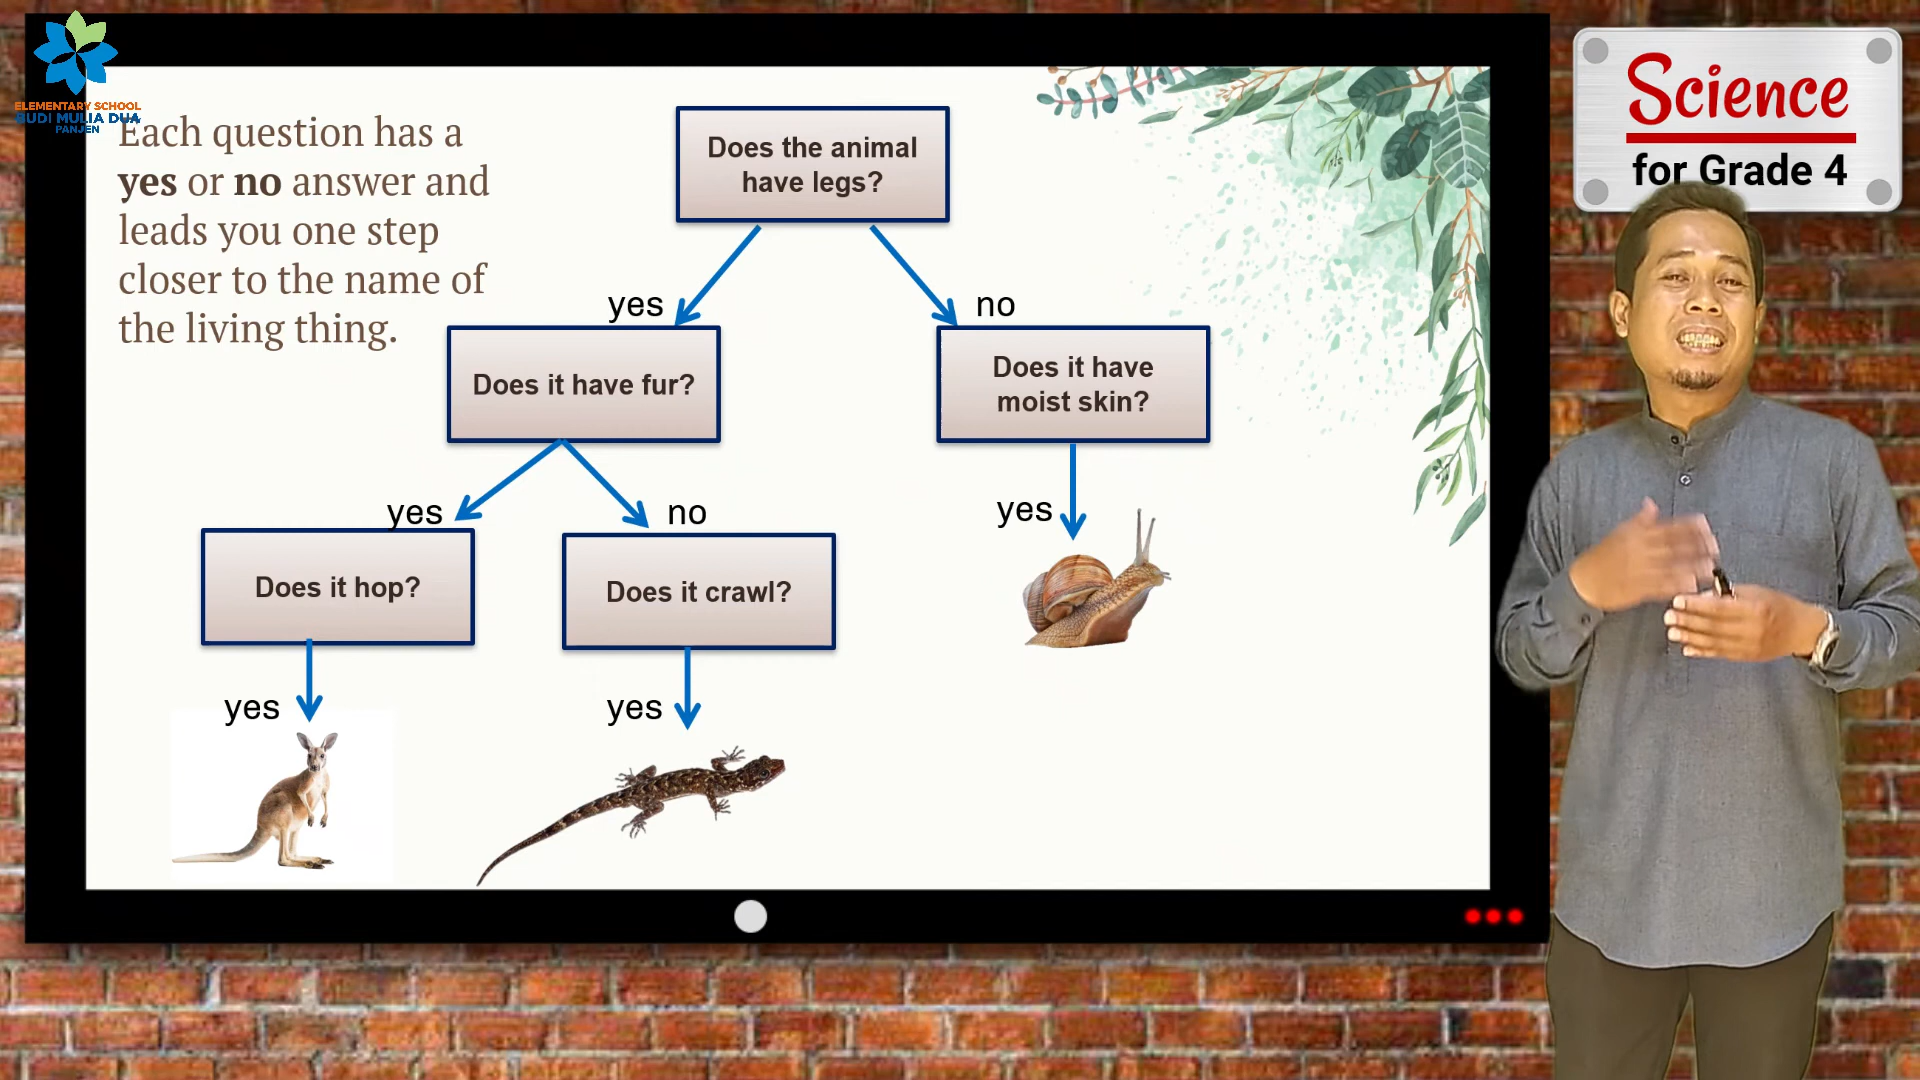 ELEMENTARY SCHOOL
BUDI MULIA DUA
PANJEN
Each question has a
yes or no answer and
leads you one step
closer to the name of
the living thing.
Does the animal
have legs?
yes
no
Does it have fur?
Does it have
moist skin?
yes
no
yes
Does it hop?
Does it crawl?
yes
yes
Science
for Grade 4